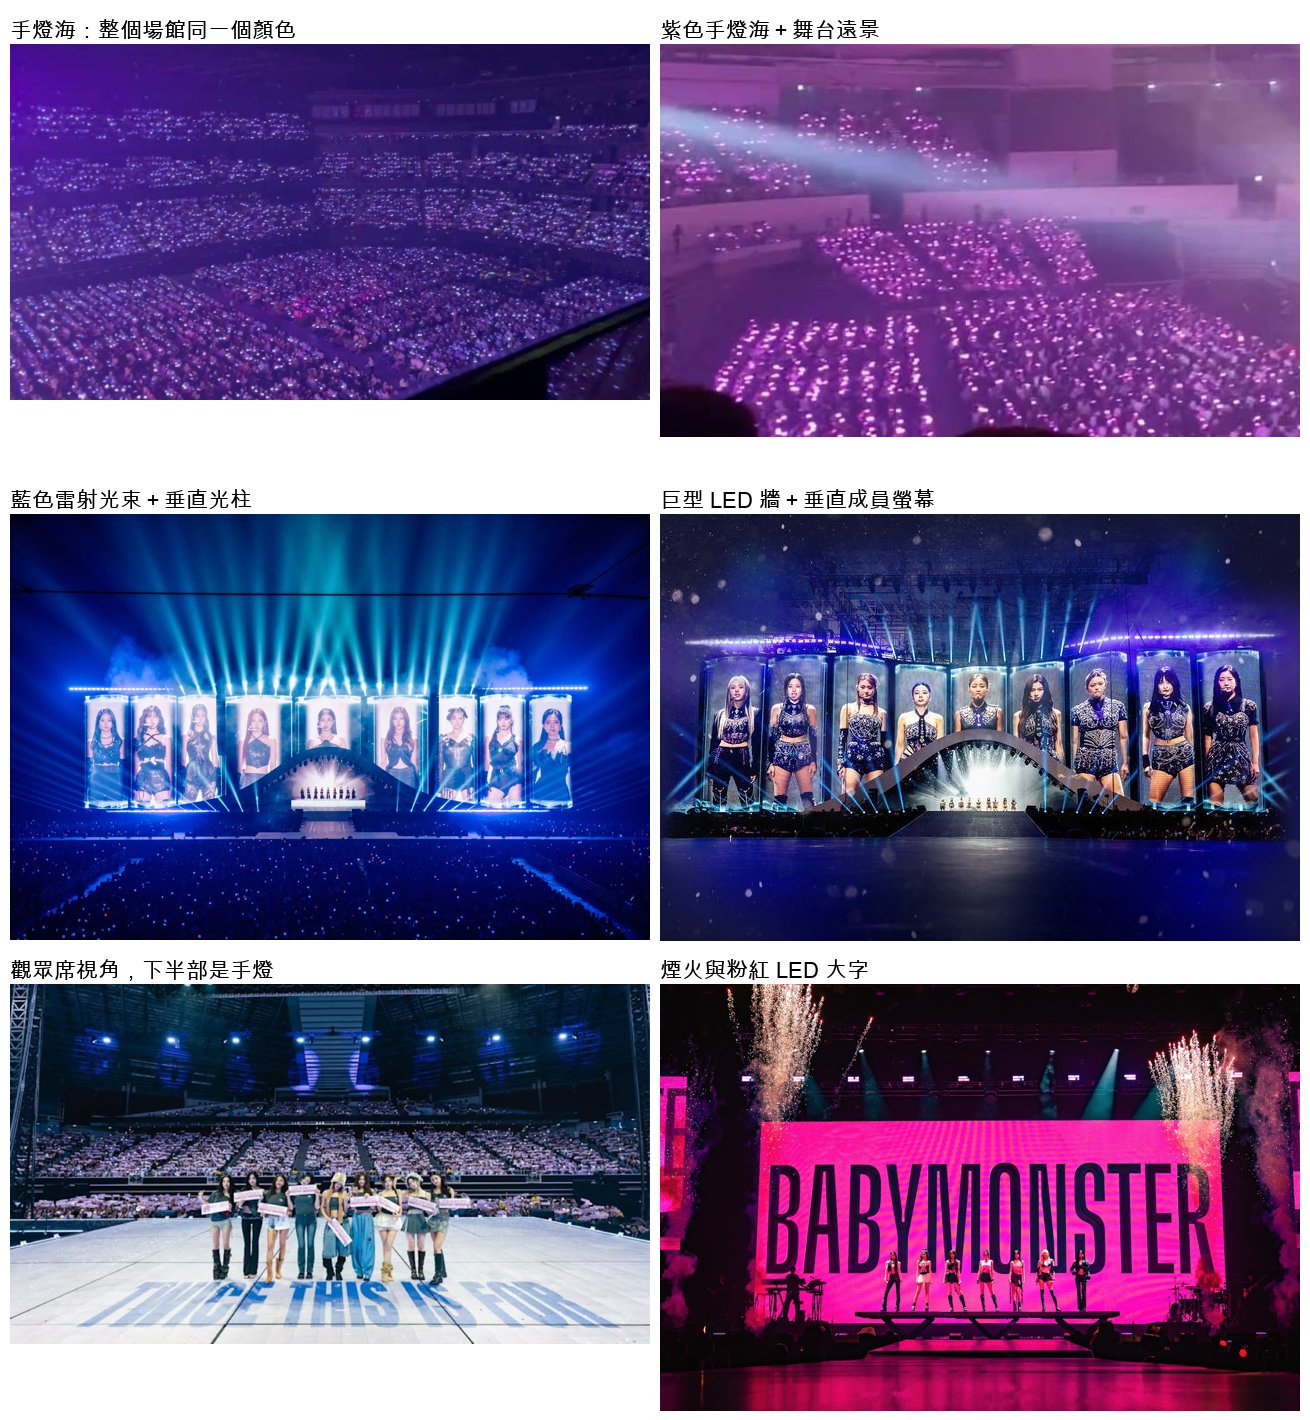 手燈海：整個場館同一個顏色
紫色手燈海＋舞台遠景
藍色雷射光束＋垂直光柱
巨型 LED 牆＋垂直成員螢幕
觀眾席視角，下半部是手燈
煙火與粉紅 LED 大字
TWICE THIS IS FOR
BABYMONSTER